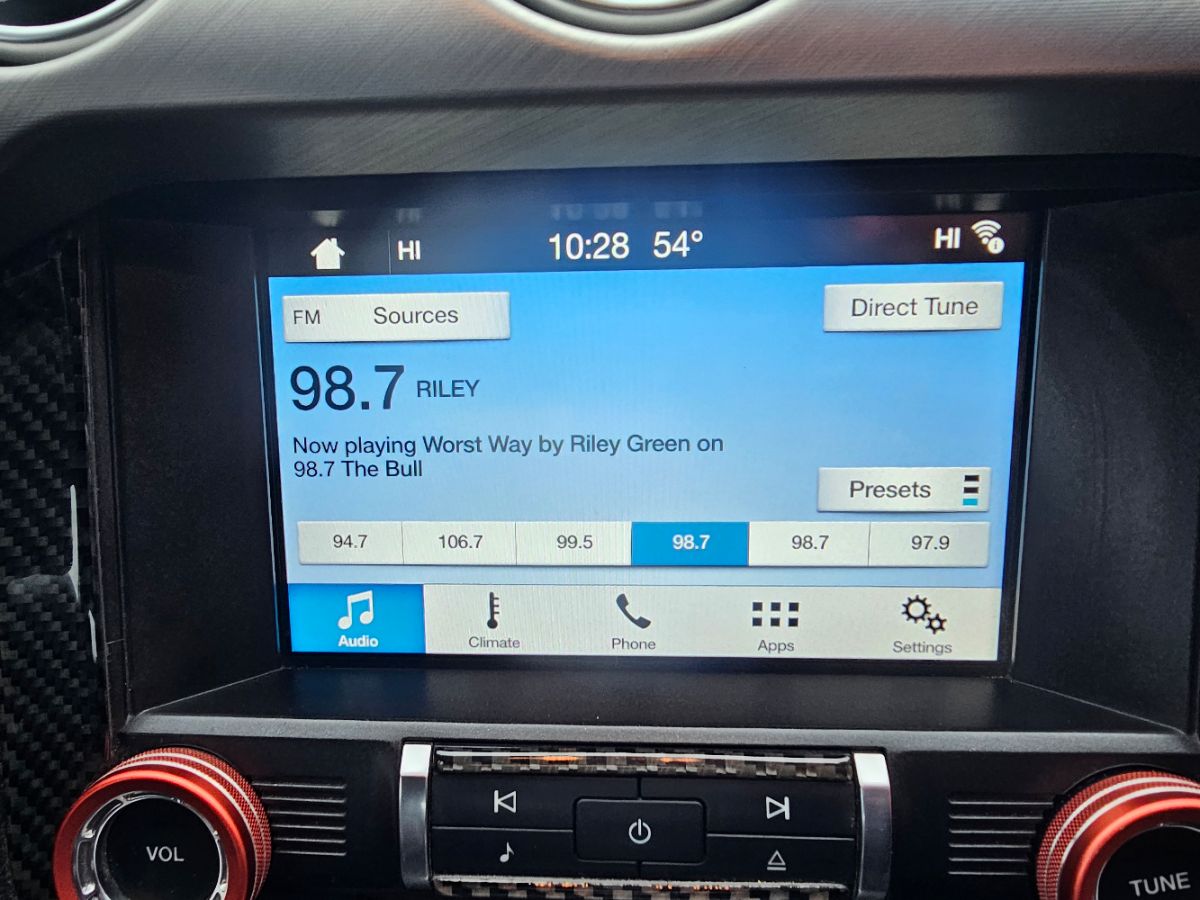 HI 10:28 54° HI
FM Sources Direct Tune
98.7 RILEY
Now playing Worst Way by Riley Green on
98.7 The Bull
Presets
94.7 106.7 99.5 98.7 98.7 97.9
Audio Climate Phone Apps Settings
VOL
TUNE